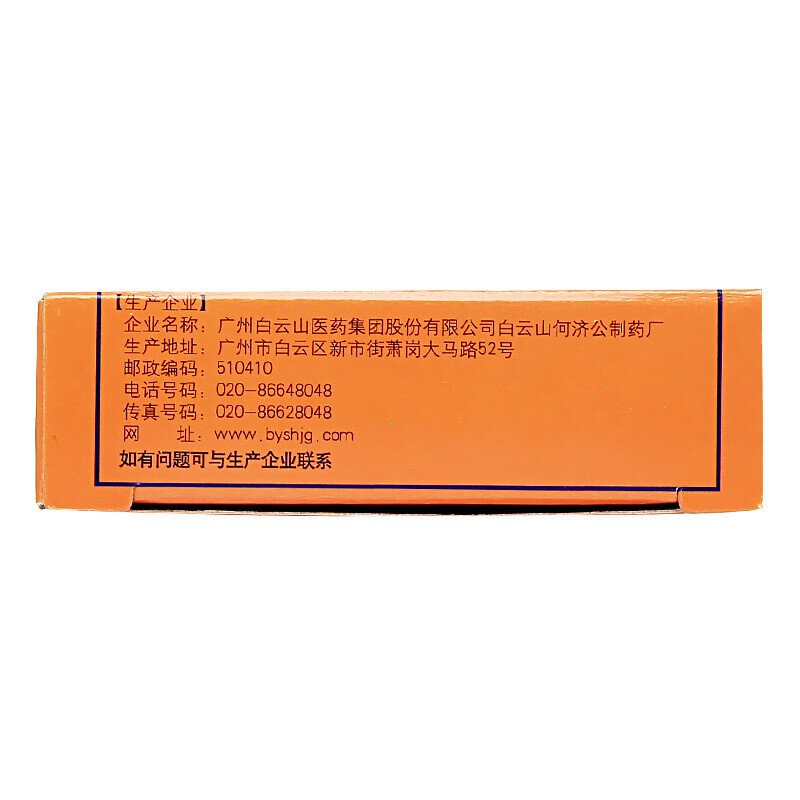 【生产企业】
企业名称：广州白云山医药集团股份有限公司白云山何济公制药厂
生产地址：广州市白云区新市街萧岗大马路52号
邮政编码：510410
电话号码：020-86648048
传真号码：020-86628048
网　　址：www.byshjg.com
如有问题可与生产企业联系